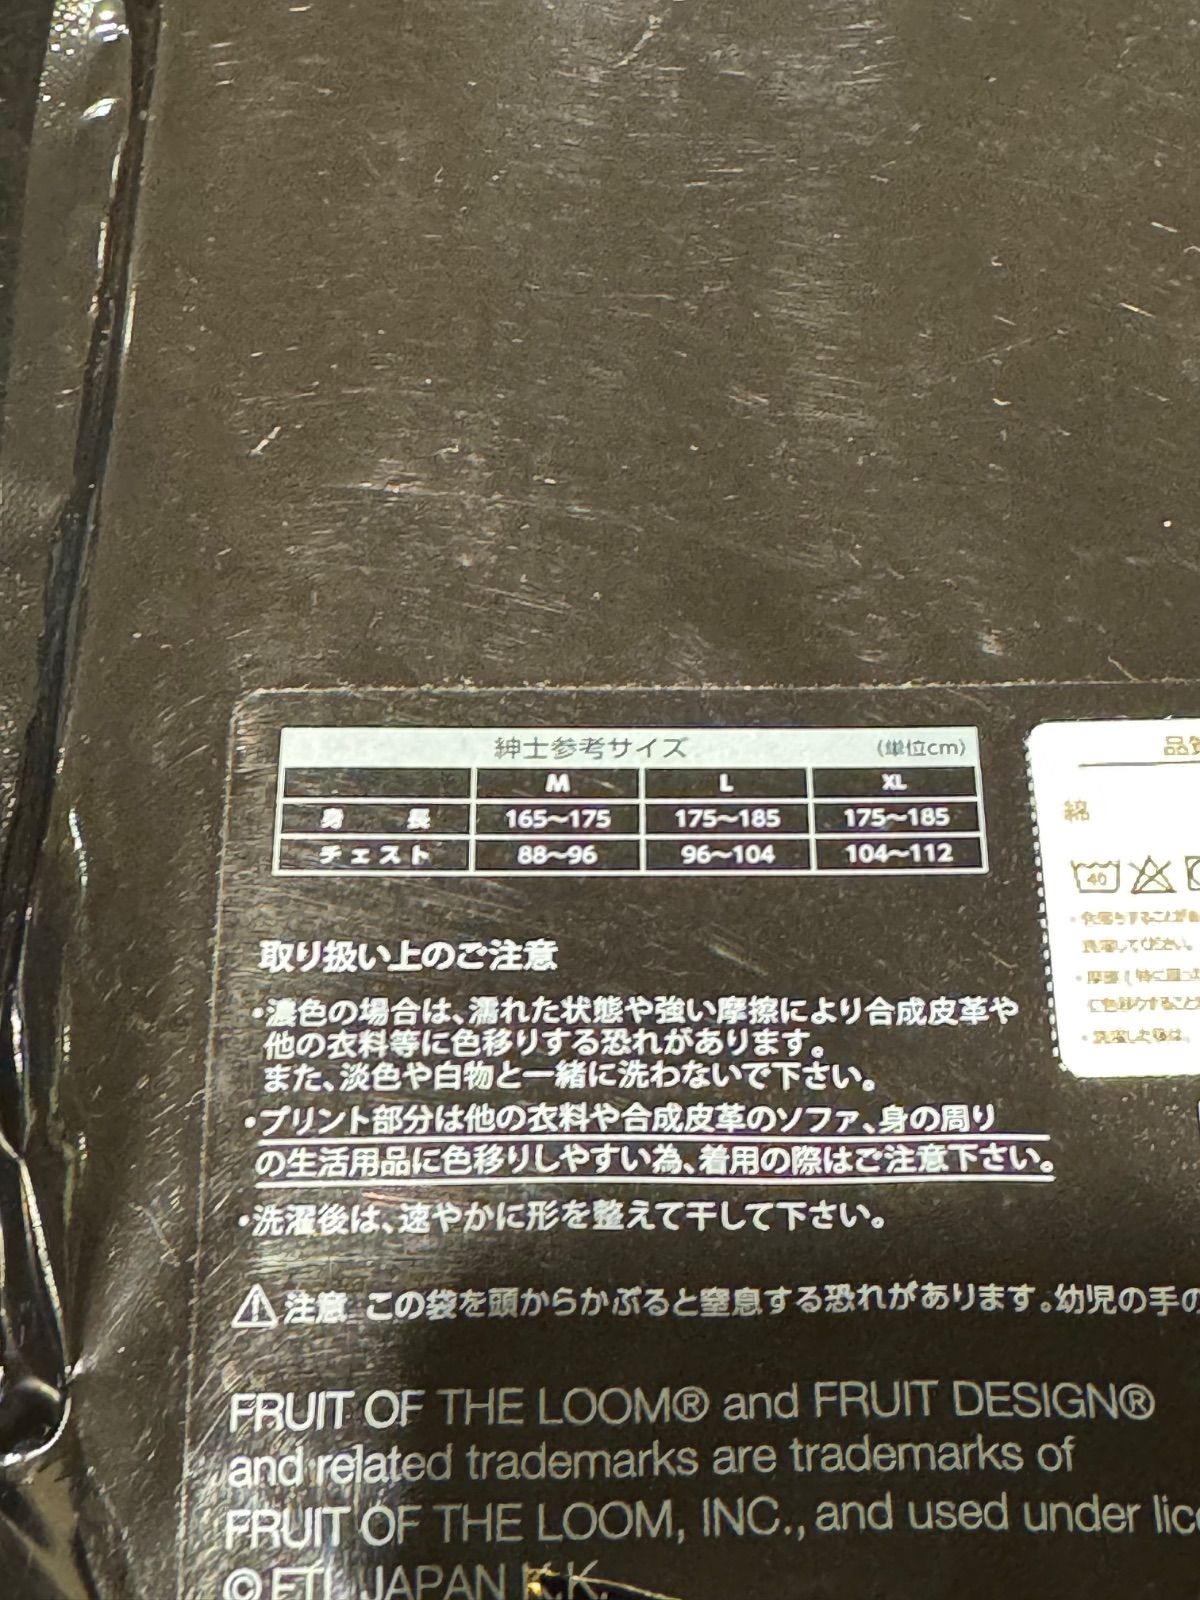 紳士参考サイズ (単位cm)
M L XL
身長 165〜175 175〜185 175〜185
チェスト 88〜96 96〜104 104〜112
取り扱い上のご注意
・濃色の場合は、濡れた状態や強い摩擦により合成皮革や
他の衣料等に色移りする恐れがあります。
また、淡色や白物と一緒に洗わないで下さい。
・プリント部分は他の衣料や合成皮革のソファ、身の周り
の生活用品に色移りしやすい為、着用の際はご注意下さい。
・洗濯後は、速やかに形を整えて干して下さい。
注意 この袋を頭からかぶると窒息する恐れがあります。幼児の手の
FRUIT OF THE LOOM® and FRUIT DESIGN®
and related trademarks are trademarks of
FRUIT OF THE LOOM, INC., and used under lice
© ETI JAPAN K.K.
品質
綿
40